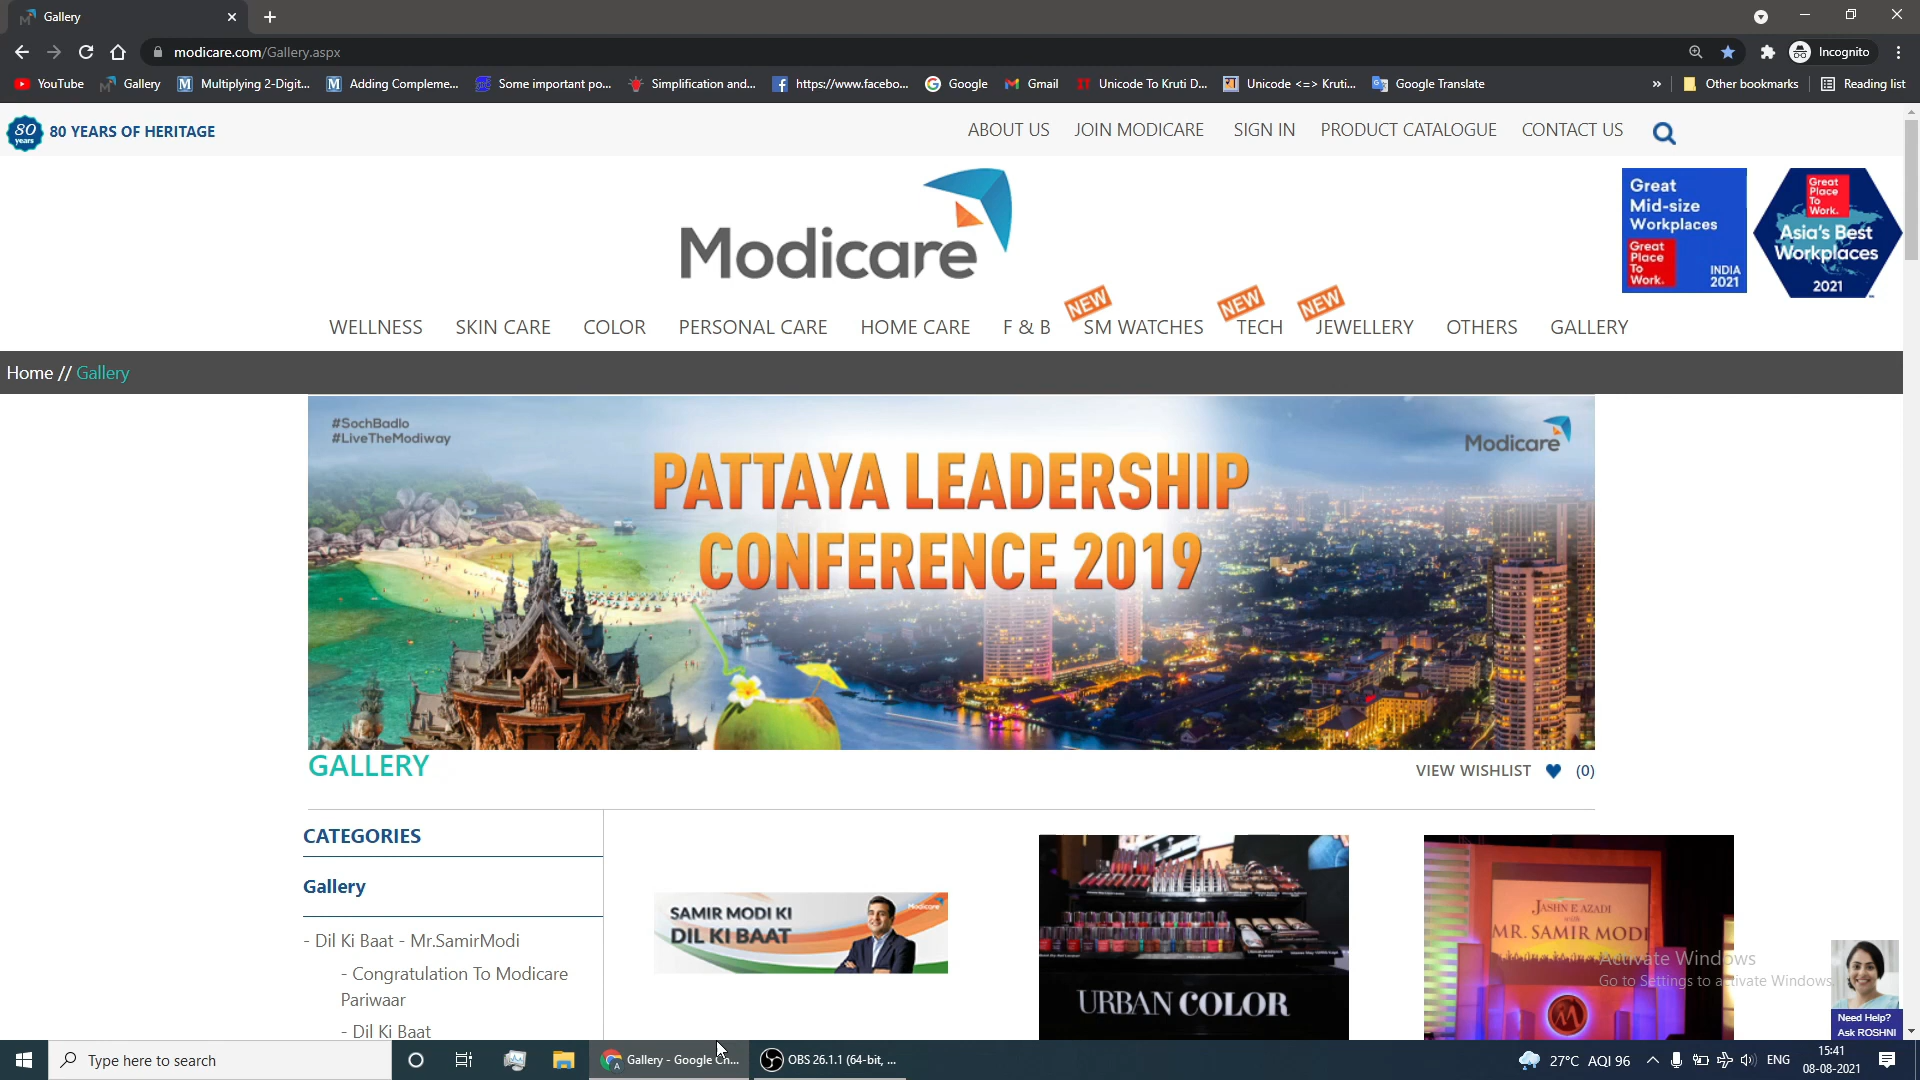 Gallery
modicare.com/Gallery.aspx
Incognito
YouTube
Gallery
Multiplying 2-Digit...
Adding Compleme...
Some important po...
Simplification and...
https://www.facebo...
Google
Gmail
Unicode To Kruti D...
Unicode <=> Kruti...
Google Translate
»
Other bookmarks
Reading list
80 years
80 YEARS OF HERITAGE
ABOUT US
JOIN MODICARE
SIGN IN
PRODUCT CATALOGUE
CONTACT US
Modicare
Great
Mid-size
Workplaces
Great
Place
To
Work.
INDIA
2021
Great
Place
To
Work.
Asia's Best
Workplaces
2021
NEW
NEW
NEW
WELLNESS
SKIN CARE
COLOR
PERSONAL CARE
HOME CARE
F & B
SM WATCHES
TECH
JEWELLERY
OTHERS
GALLERY
Home // Gallery
#SochBadlo
#LiveTheModiway
Modicare
PATTAYA LEADERSHIP
CONFERENCE 2019
GALLERY
VIEW WISHLIST (0)
CATEGORIES
Gallery
- Dil Ki Baat - Mr.SamirModi
- Congratulation To Modicare
Pariwaar
- Dil Ki Baat
SAMIR MODI KI
DIL KI BAAT
Modicare
URBAN COLOR
JASHN E AZADI
with
MR. SAMIR MODI
Activate Windows
Go to Settings to activate Windows.
Need Help?
Ask ROSHNI
Type here to search
Gallery - Google Ch...
OBS 26.1.1 (64-bit, ...
27°C AQI 96
ENG
15:41
08-08-2021